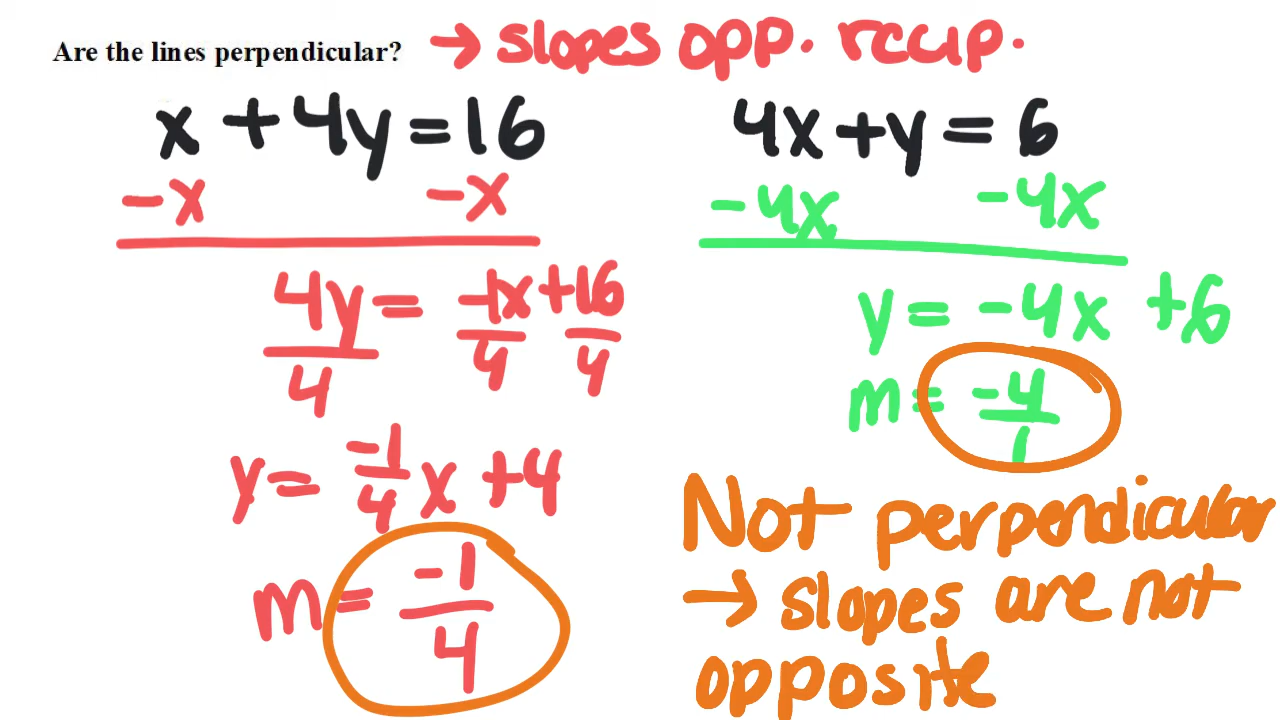 Are the lines perpendicular? → slopes opp. recip.
x + 4y = 16
-x -x
4y = -1x + 16
4 4 4
y = -1/4 x + 4
m = -1/4
4x + y = 6
-4x -4x
y = -4x + 6
m = -4/1
Not perpendicular
→ slopes are not
opposite